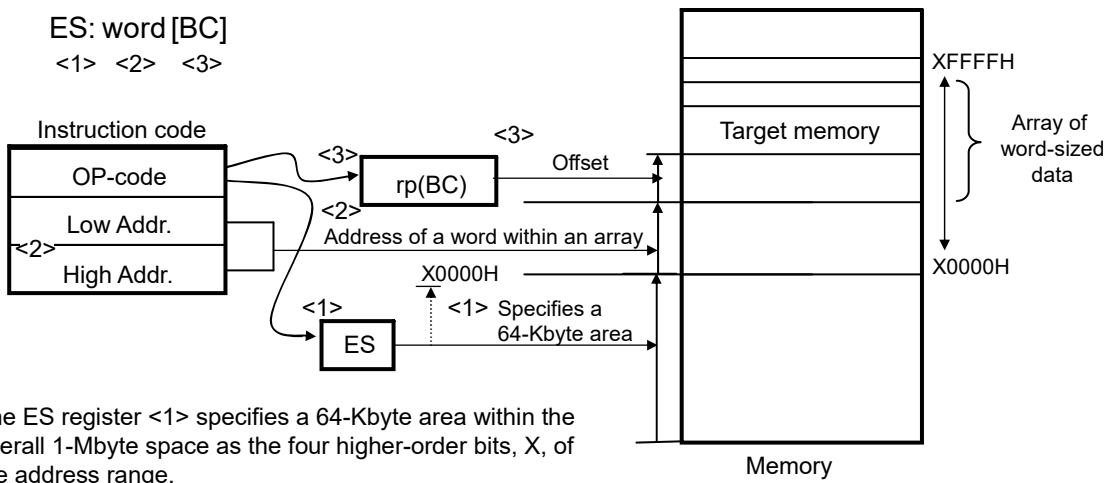 ES: word [BC]
<1> <2> <3>
Instruction code
OP-code
Low Addr.
<2>
High Addr.
<3>
rp(BC)
<3>
Offset
<2>
Address of a word within an array
X0000H
<1>
ES
<1> Specifies a
64-Kbyte area
Target memory
XFFFFH
Array of
word-sized
data
X0000H
Memory
ES register <1> specifies a 64-Kbyte area within the
1-Mbyte space as the four higher-order bits, X, of
address range.